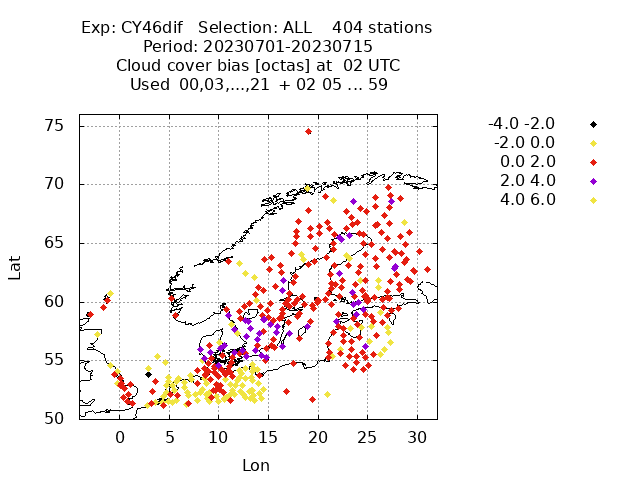 Exp: CY46dif   Selection: ALL    404 stations
Period: 20230701-20230715
Cloud cover bias [octas] at  02 UTC
Used  00,03,...,21  + 02 05 ... 59
-4.0 -2.0
-2.0 0.0
0.0 2.0
2.0 4.0
4.0 6.0
75
70
65
60
55
50
Lat
0 5 10 15 20 25 30
Lon